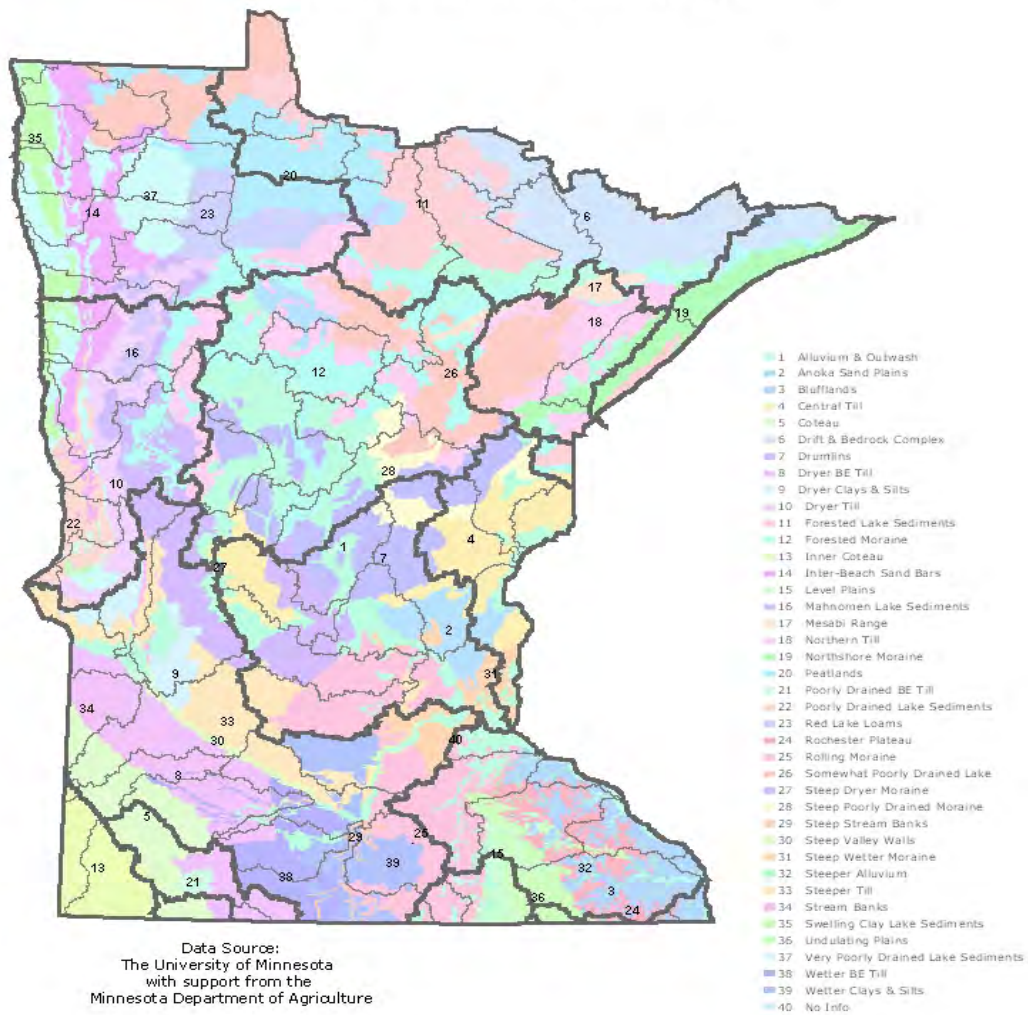 35
20
37
14
23
11
6
17
19
18
16
12
26
10
28
22
1
7
4
27
2
9
31
34
33
30
40
8
5
29
25
15
13
39
32
21
38
3
36
24
1 Alluvium & Outwash
2 Anoka Sand Plains
3 Blufflands
4 Central Till
5 Coteau
6 Drift & Bedrock Complex
7 Drumlins
8 Dryer BE Till
9 Dryer Clays & Silts
10 Dryer Till
11 Forested Lake Sediments
12 Forested Moraine
13 Inner Coteau
14 Inter-Beach Sand Bars
15 Level Plains
16 Mahnomen Lake Sediments
17 Mesabi Range
18 Northern Till
19 Northshore Moraine
20 Peatlands
21 Poorly Drained BE Till
22 Poorly Drained Lake Sediments
23 Red Lake Loams
24 Rochester Plateau
25 Rolling Moraine
26 Somewhat Poorly Drained Lake
27 Steep Dryer Moraine
28 Steep Poorly Drained Moraine
29 Steep Stream Banks
30 Steep Valley Walls
31 Steep Wetter Moraine
32 Steeper Alluvium
33 Steeper Till
34 Stream Banks
35 Swelling Clay Lake Sediments
36 Undulating Plains
37 Very Poorly Drained Lake Sediments
38 Wetter BE Till
39 Wetter Clays & Silts
40 No Info
Data Source:
The University of Minnesota
with support from the
Minnesota Department of Agriculture